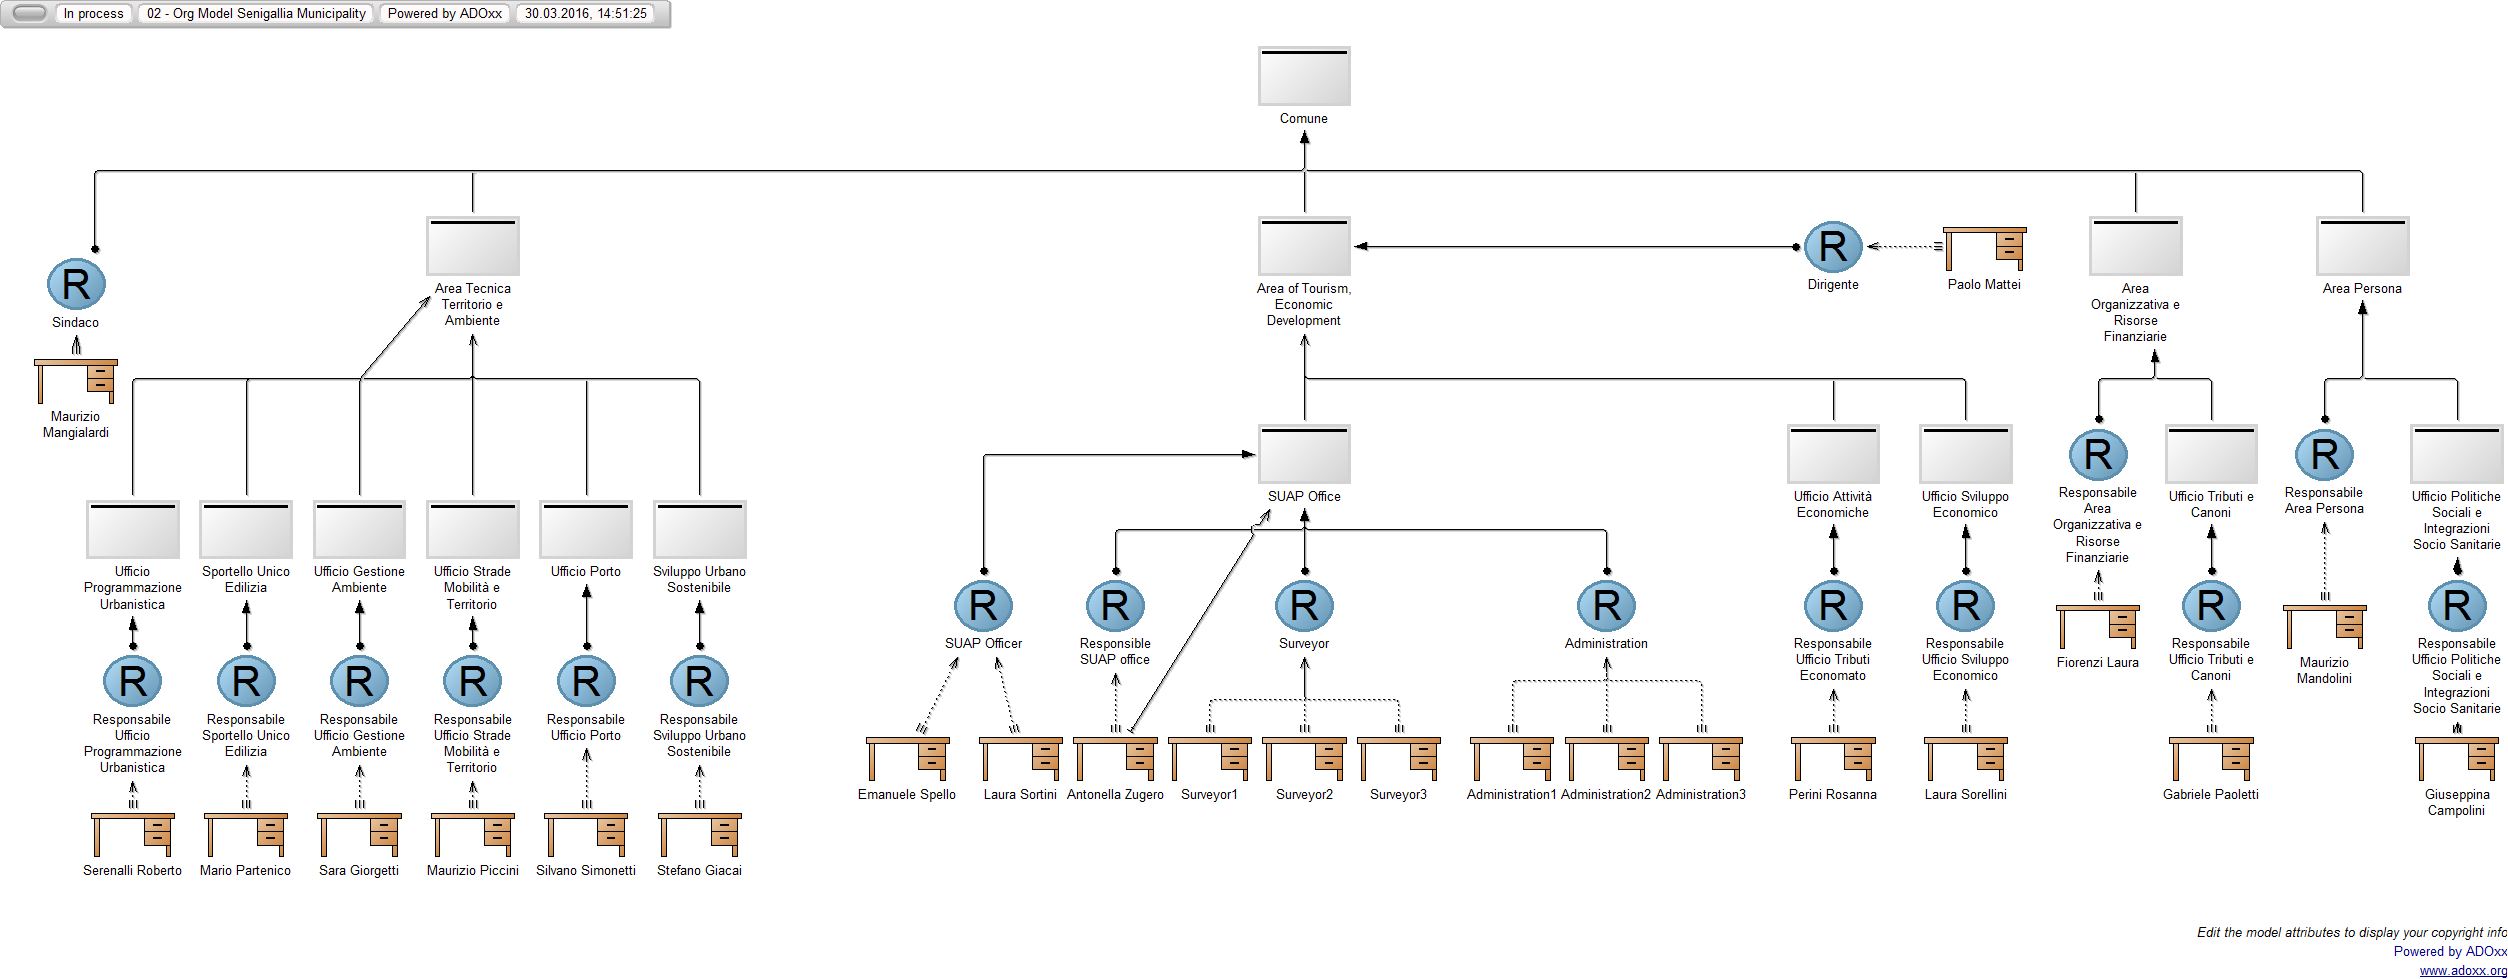 In process
02 - Org Model Senigallia Municipality
Powered by ADOxx
30.03.2016, 14:51:25
Comune
R
Sindaco
Maurizio
Mangialardi
Area Tecnica
Territorio e
Ambiente
Area of Tourism,
Economic
Development
R
Dirigente
Paolo Mattei
Area
Organizzativa e
Risorse
Finanziarie
Area Persona
Ufficio
Programmazione
Urbanistica
Sportello Unico
Edilizia
Ufficio Gestione
Ambiente
Ufficio Strade
Mobilità e
Territorio
Ufficio Porto
Sviluppo Urbano
Sostenibile
R
Responsabile
Ufficio
Programmazione
Urbanistica
R
Responsabile
Sportello Unico
Edilizia
R
Responsabile
Ufficio Gestione
Ambiente
R
Responsabile
Ufficio Strade
Mobilità e
Territorio
R
Responsabile
Ufficio Porto
R
Responsabile
Sviluppo Urbano
Sostenibile
Serenalli Roberto
Mario Partenico
Sara Giorgetti
Maurizio Piccini
Silvano Simonetti
Stefano Giacai
SUAP Office
Ufficio Attività
Economiche
Ufficio Sviluppo
Economico
R
Responsabile
Area
Organizzativa e
Risorse
Finanziarie
Ufficio Tributi e
Canoni
R
Responsabile
Area Persona
Ufficio Politiche
Sociali e
Integrazioni
Socio Sanitarie
R
SUAP Officer
R
Responsible
SUAP office
R
Surveyor
R
Administration
R
Responsabile
Ufficio Tributi
Economato
R
Responsabile
Ufficio Sviluppo
Economico
Fiorenzi Laura
R
Responsabile
Ufficio Tributi e
Canoni
Maurizio
Mandolini
R
Responsabile
Ufficio Politiche
Sociali e
Integrazioni
Socio Sanitarie
Emanuele Spello
Laura Sortini
Antonella Zugero
Surveyor1
Surveyor2
Surveyor3
Administration1
Administration2
Administration3
Perini Rosanna
Laura Sorellini
Gabriele Paoletti
Giuseppina
Campolini
Edit the model attributes to display your copyright info
Powered by ADOxx
www.adoxx.org